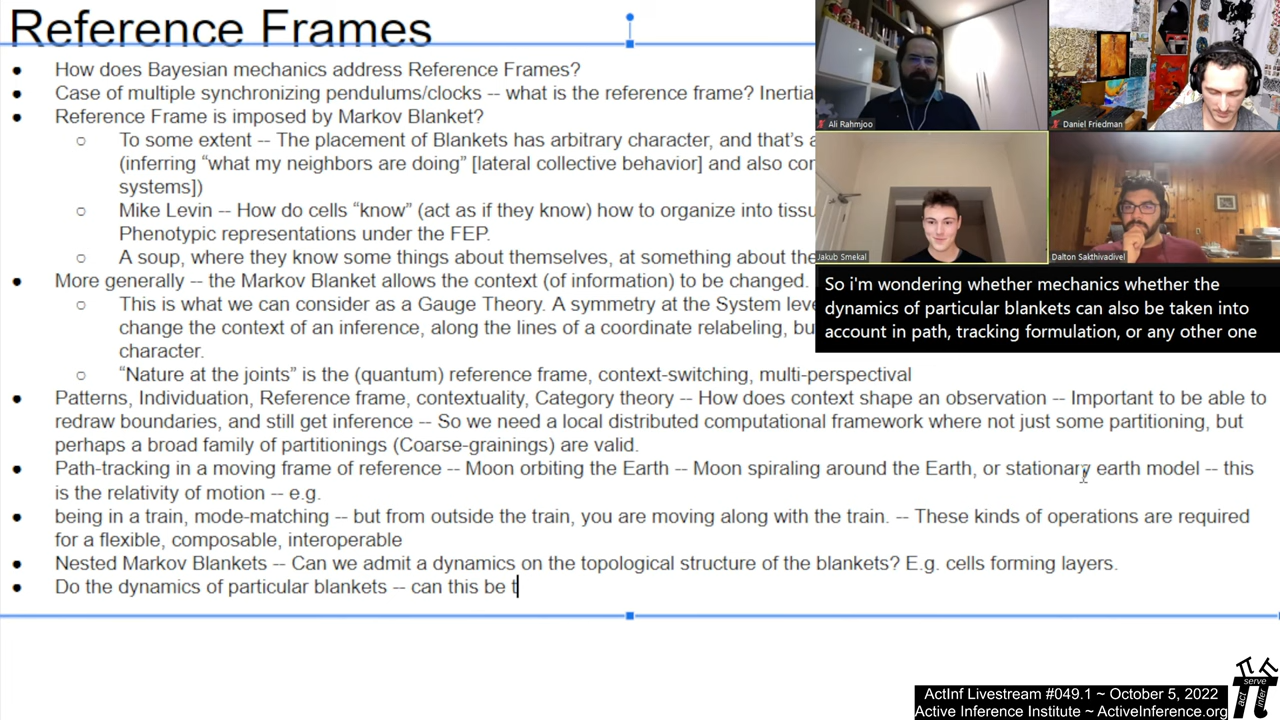 Reference Frames
● How does Bayesian mechanics address Reference Frames?
● Case of multiple synchronizing pendulums/clocks -- what is the reference frame? Inertia
● Reference Frame is imposed by Markov Blanket?
○ To some extent -- The placement of Blankets has arbitrary character, and that's a
(inferring “what my neighbors are doing” [lateral collective behavior] and also cor
systems])
○ Mike Levin -- How do cells “know” (act as if they know) how to organize into tissu
Phenotypic representations under the FEP.
○ A soup, where they know some things about themselves, at something about the
● More generally -- the Markov Blanket allows the context (of information) to be changed.
○ This is what we can consider as a Gauge Theory. A symmetry at the System leve
change the context of an inference, along the lines of a coordinate relabeling, bu
character.
○ “Nature at the joints” is the (quantum) reference frame, context-switching, multi-perspectival
● Patterns, Individuation, Reference frame, contextuality, Category theory -- How does context shape an observation -- Important to be able to
redraw boundaries, and still get inference -- So we need a local distributed computational framework where not just some partitioning, but
perhaps a broad family of partitionings (Coarse-grainings) are valid.
● Path-tracking in a moving frame of reference -- Moon orbiting the Earth -- Moon spiraling around the Earth, or stationary earth model -- this
is the relativity of motion -- e.g.
● being in a train, mode-matching -- but from outside the train, you are moving along with the train. -- These kinds of operations are required
for a flexible, composable, interoperable
● Nested Markov Blankets -- Can we admit a dynamics on the topological structure of the blankets? E.g. cells forming layers.
● Do the dynamics of particular blankets -- can this be t
Ali Rahmjoo
Daniel Friedman
Jakub Smekal
Dalton Sakthivadivel
So i'm wondering whether mechanics whether the
dynamics of particular blankets can also be taken into
account in path, tracking formulation, or any other one
ActInf Livestream #049.1 ~ October 5, 2022
Active Inference Institute ~ ActiveInference.org
serve
act
infer